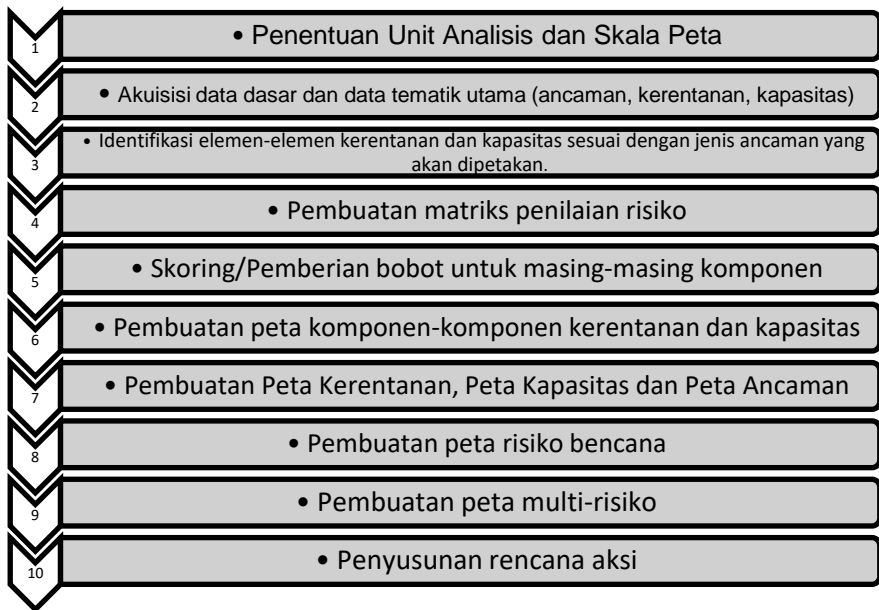 1
• Penentuan Unit Analisis dan Skala Peta
2
• Akuisisi data dasar dan data tematik utama (ancaman, kerentanan, kapasitas)
3
• Identifikasi elemen-elemen kerentanan dan kapasitas sesuai dengan jenis ancaman yang
akan dipetakan.
4
• Pembuatan matriks penilaian risiko
5
• Skoring/Pemberian bobot untuk masing-masing komponen
6
• Pembuatan peta komponen-komponen kerentanan dan kapasitas
7
• Pembuatan Peta Kerentanan, Peta Kapasitas dan Peta Ancaman
8
• Pembuatan peta risiko bencana
9
• Pembuatan peta multi-risiko
10
• Penyusunan rencana aksi